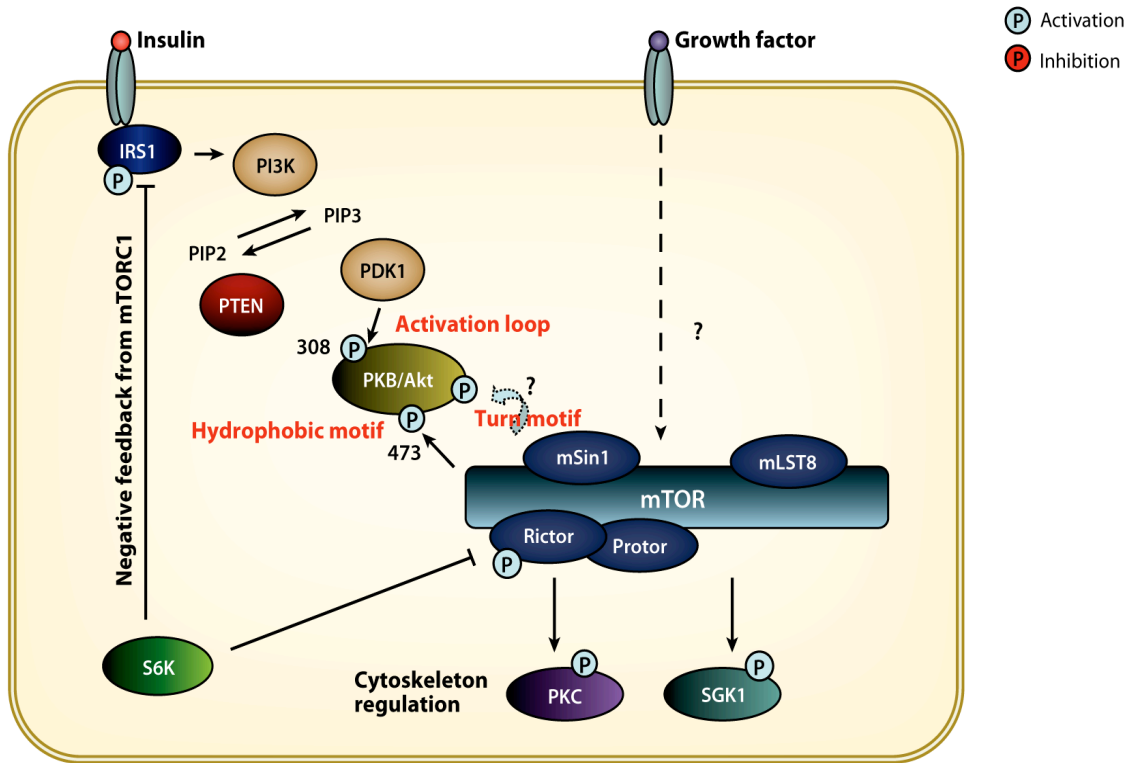 P Activation
P Inhibition
Insulin
Growth factor
IRS1
P
PI3K
PIP3
PIP2
PDK1
PTEN
Negative feedback from mTORC1
Activation loop
308
P
PKB/Akt
P
?
?
Turn motif
P
Hydrophobic motif
473
mSin1
mLST8
mTOR
Rictor
Protor
P
S6K
Cytoskeleton
regulation
P
PKC
P
SGK1